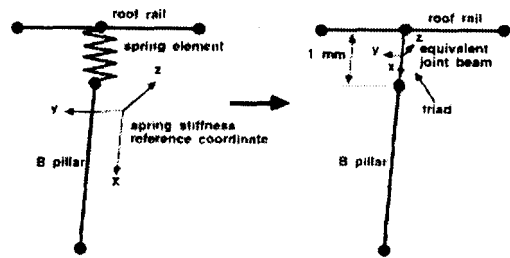 roof rail
spring element
z
y
spring stiffness
reference coordinate
B pillar
x
roof rail
1 mm
z
y
equivalent
joint beam
x
triad
B pillar